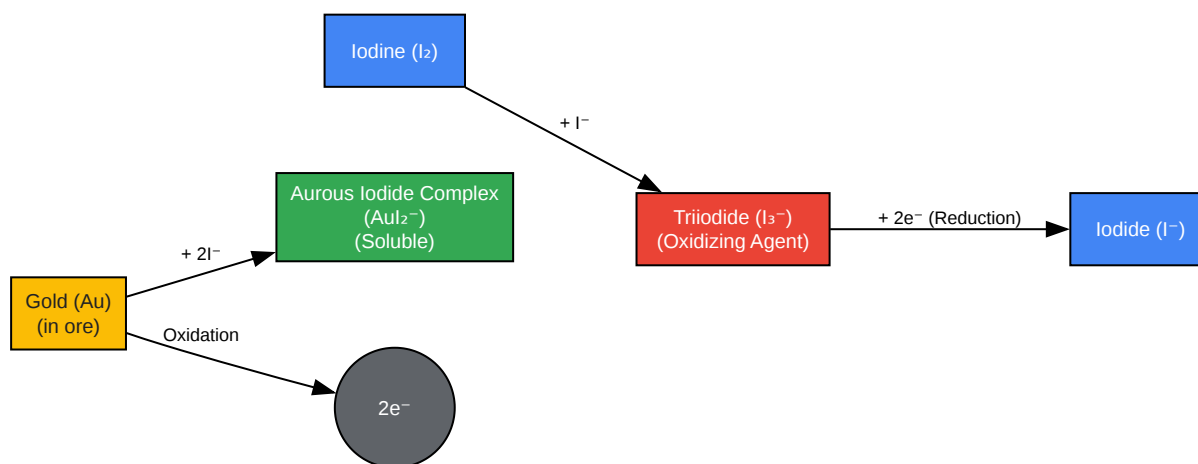 Iodine (I₂)
+ I⁻
Aurous Iodide Complex
(AuI₂⁻)
(Soluble)
Triiodide (I₃⁻)
(Oxidizing Agent)
+ 2e⁻ (Reduction)
Iodide (I⁻)
+ 2I⁻
Gold (Au)
(in ore)
Oxidation
2e⁻